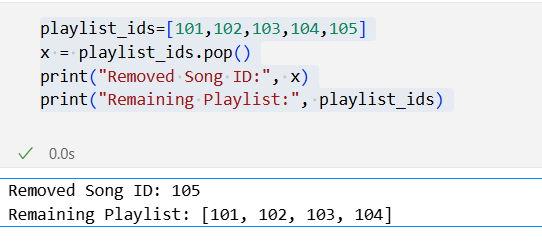 playlist_ids=[101,102,103,104,105]
x = playlist_ids.pop()
print("Removed Song ID:", x)
print("Remaining Playlist:", playlist_ids)
✓ 0.0s
Removed Song ID: 105
Remaining Playlist: [101, 102, 103, 104]